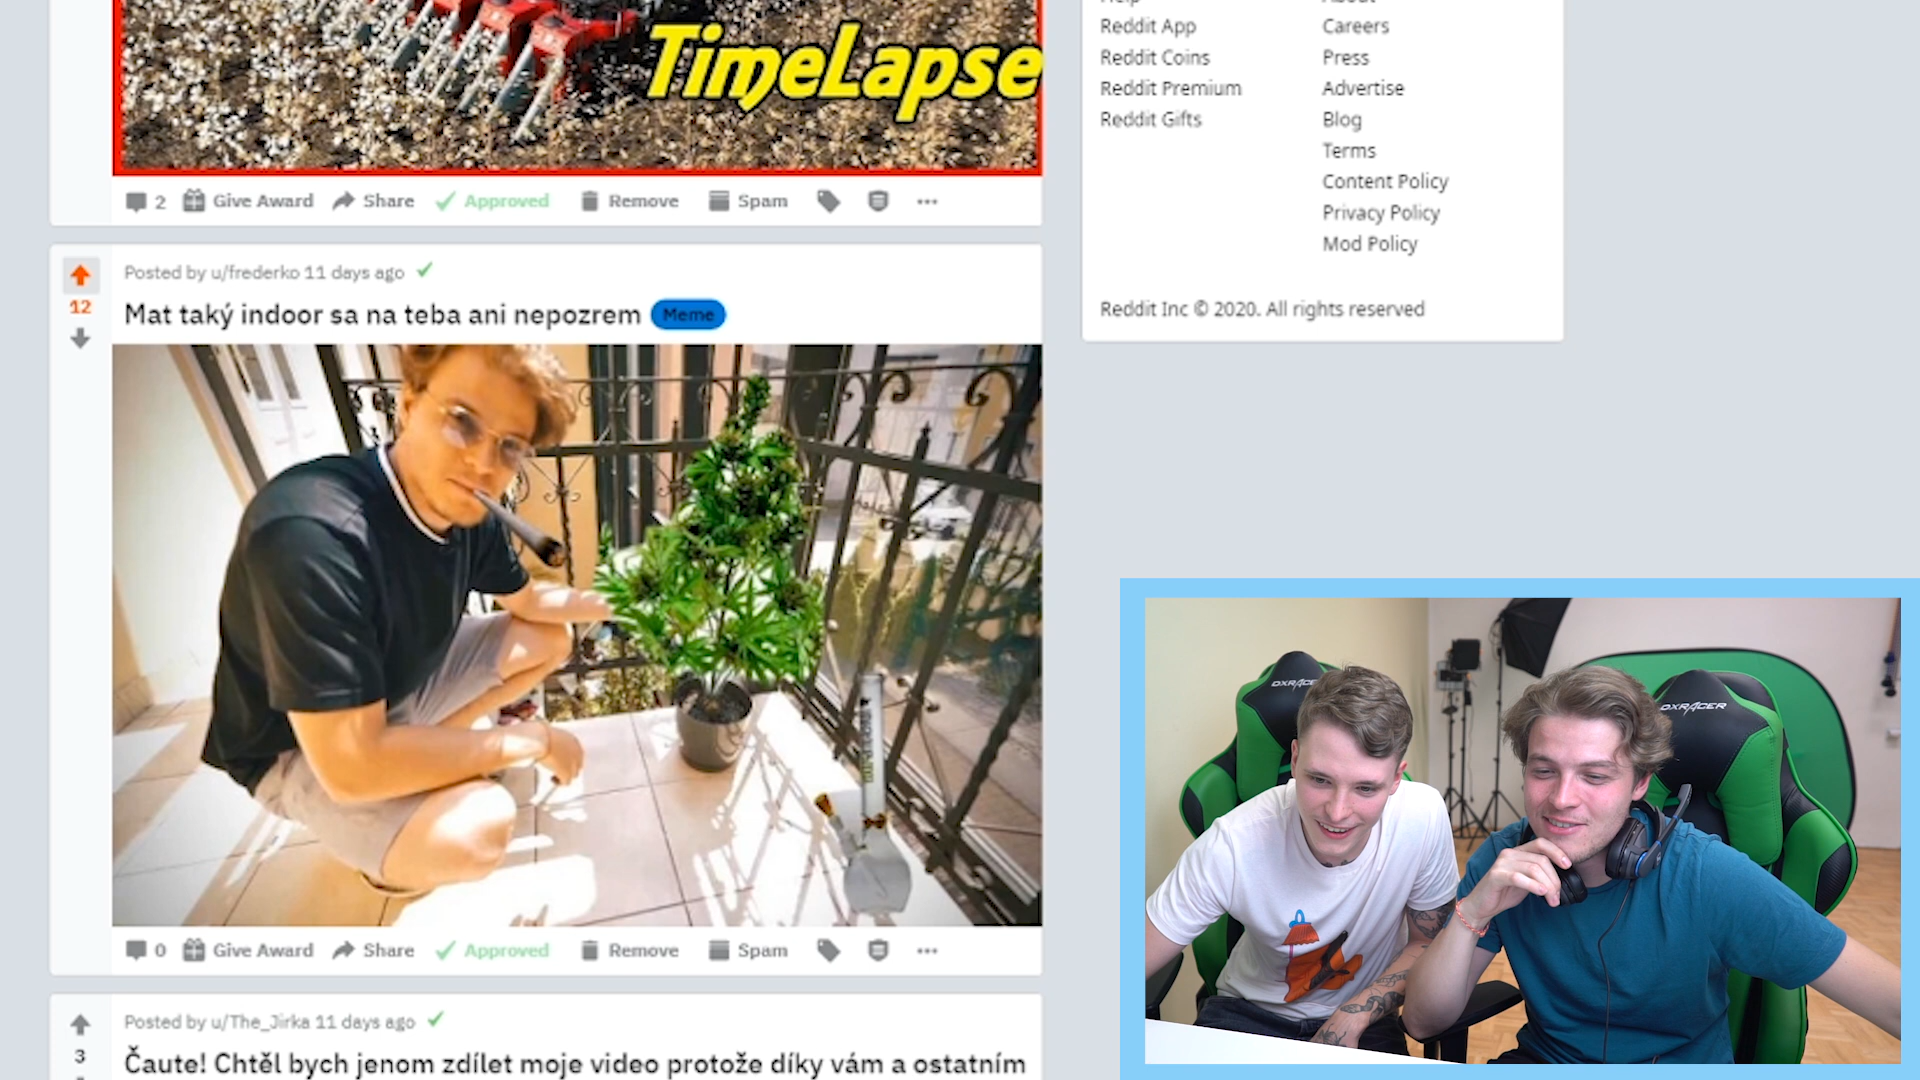 TimeLapse
2 Give Award Share Approved Remove Spam
Reddit App
Reddit Coins
Reddit Premium
Reddit Gifts
Careers
Press
Advertise
Blog
Terms
Content Policy
Privacy Policy
Mod Policy
Reddit Inc © 2020. All rights reserved
12
Posted by u/frederko 11 days ago
Mat taký indoor sa na teba ani nepozrem Meme
0 Give Award Share Approved Remove Spam
3
Posted by u/The_Jirka 11 days ago
Čaute! Chtěl bych jenom zdílet moje video protože díky vám a ostatním
DXRACER